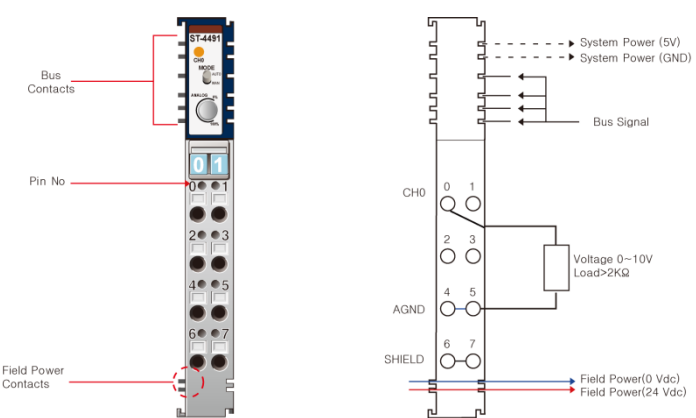 ST-4491
CH0
MODE
AUTO
MAN
ANALOG
0%
100%
Bus
Contacts
0 1
Pin No
0 1
2 3
4 5
6 7
Field Power
Contacts
System Power (5V)
System Power (GND)
Bus Signal
CH0
0 1
2 3
Voltage 0~10V
Load>2KΩ
4 5
AGND
6 7
SHIELD
Field Power(0 Vdc)
Field Power(24 Vdc)